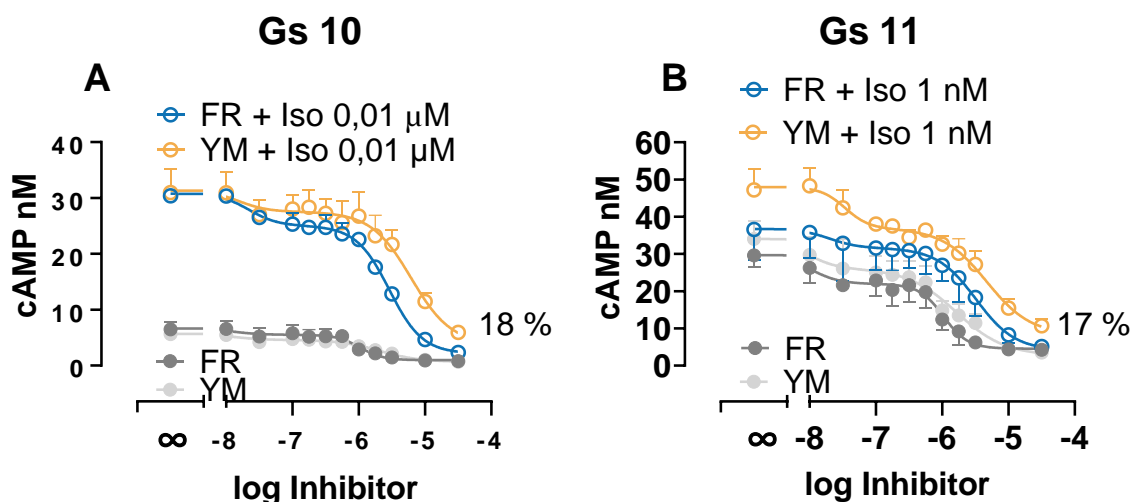 Gs 10
A
FR + Iso 0,01 μM
YM + Iso 0,01 μM
40
30
20
10
0
cAMP nM
18 %
FR
YM
∞ -8 -7 -6 -5 -4
log Inhibitor
Gs 11
B
FR + Iso 1 nM
YM + Iso 1 nM
60
50
40
30
20
10
0
cAMP nM
17 %
FR
YM
∞ -8 -7 -6 -5 -4
log Inhibitor